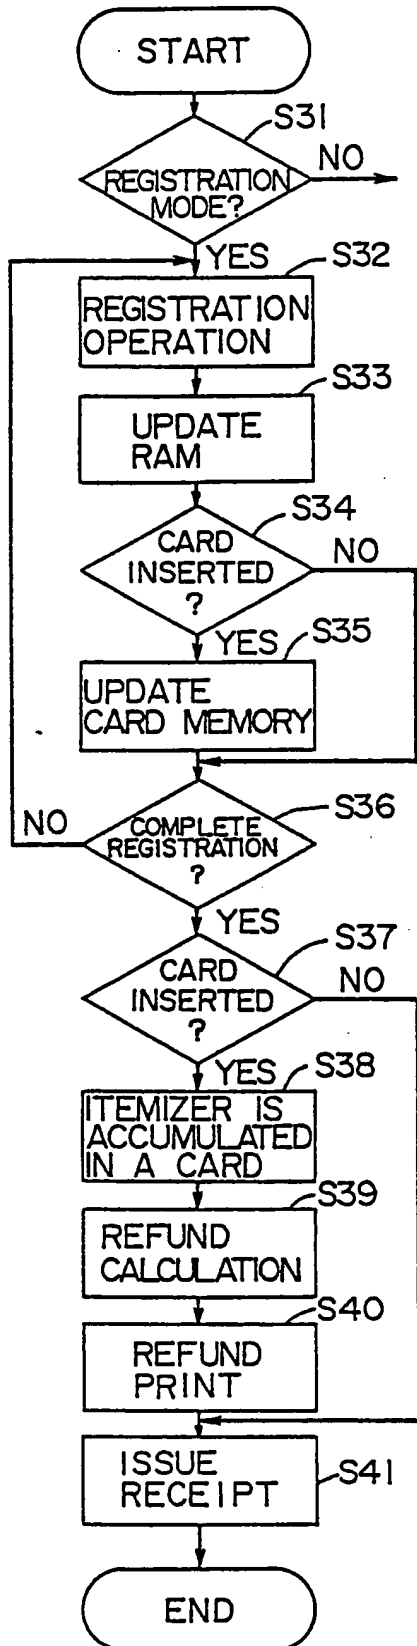 START
S31
NO
REGISTRATION
MODE?
YES
S32
REGISTRATION
OPERATION
S33
UPDATE
RAM
S34
CARD
INSERTED
?
NO
YES
S35
UPDATE
CARD MEMORY
S36
NO
COMPLETE
REGISTRATION
?
YES
S37
CARD
INSERTED
?
NO
YES
S38
ITEMIZER IS
ACCUMULATED
IN A CARD
S39
REFUND
CALCULATION
S40
REFUND
PRINT
ISSUE
RECEIPT
S41
END